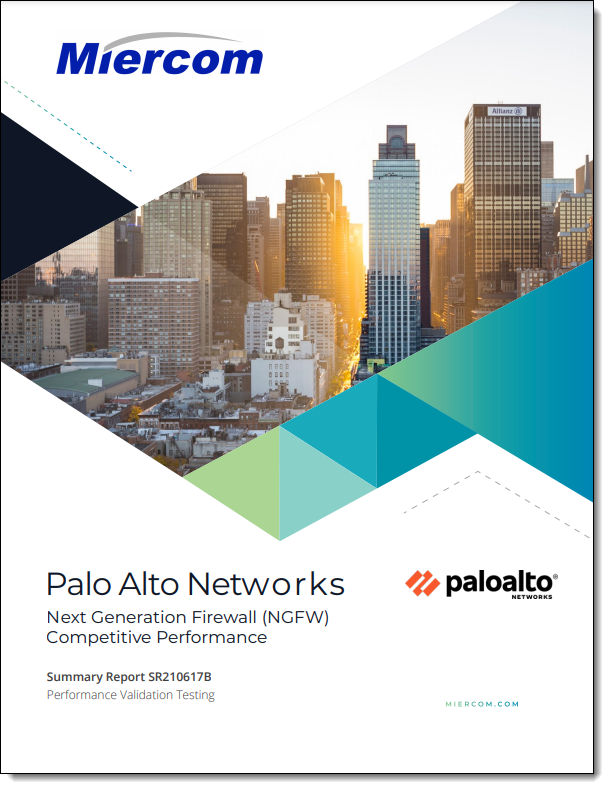 Miercom
Allianz
Palo Alto Networks
paloalto®
NETWORKS
Next Generation Firewall (NGFW)
Competitive Performance
Summary Report SR210617B
Performance Validation Testing
MIERCOM.COM